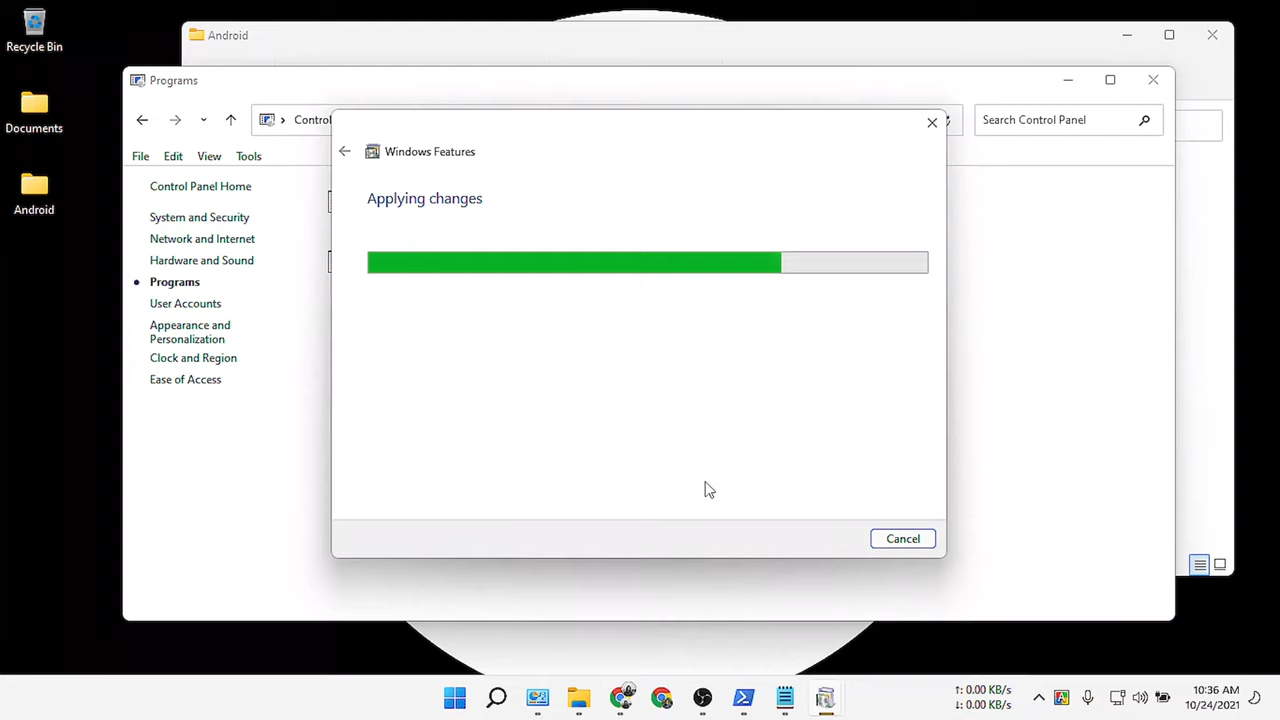 Recycle Bin
Documents
Android
Android
Programs
Control
Search Control Panel
File Edit View Tools
Control Panel Home
System and Security
Network and Internet
Hardware and Sound
Programs
User Accounts
Appearance and
Personalization
Clock and Region
Ease of Access
Windows Features
Applying changes
Cancel
↑: 0.00 KB/s
↓: 0.00 KB/s
10:36 AM
10/24/2021